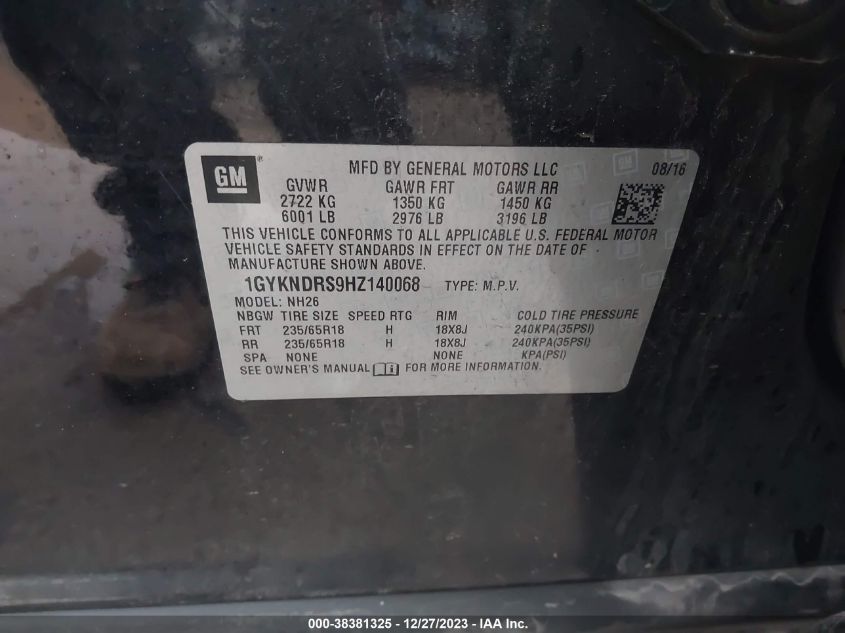 GM ® MFD BY GENERAL MOTORS LLC 08/16
GVWR GAWR FRT GAWR RR
2722 KG 1350 KG 1450 KG
6001 LB 2976 LB 3196 LB
THIS VEHICLE CONFORMS TO ALL APPLICABLE U.S. FEDERAL MOTOR
VEHICLE SAFETY STANDARDS IN EFFECT ON THE DATE OF
MANUFACTURE SHOWN ABOVE.
1GYKNDRS9HZ140068 TYPE: M.P.V.
MODEL: NH26
NBGW TIRE SIZE SPEED RTG RIM COLD TIRE PRESSURE
FRT 235/65R18 H 18X8J 240KPA(35PSI)
RR 235/65R18 H 18X8J 240KPA(35PSI)
SPA NONE NONE KPA(PSI)
SEE OWNER'S MANUAL FOR MORE INFORMATION.
000-38381325 - 12/27/2023 - IAA Inc.